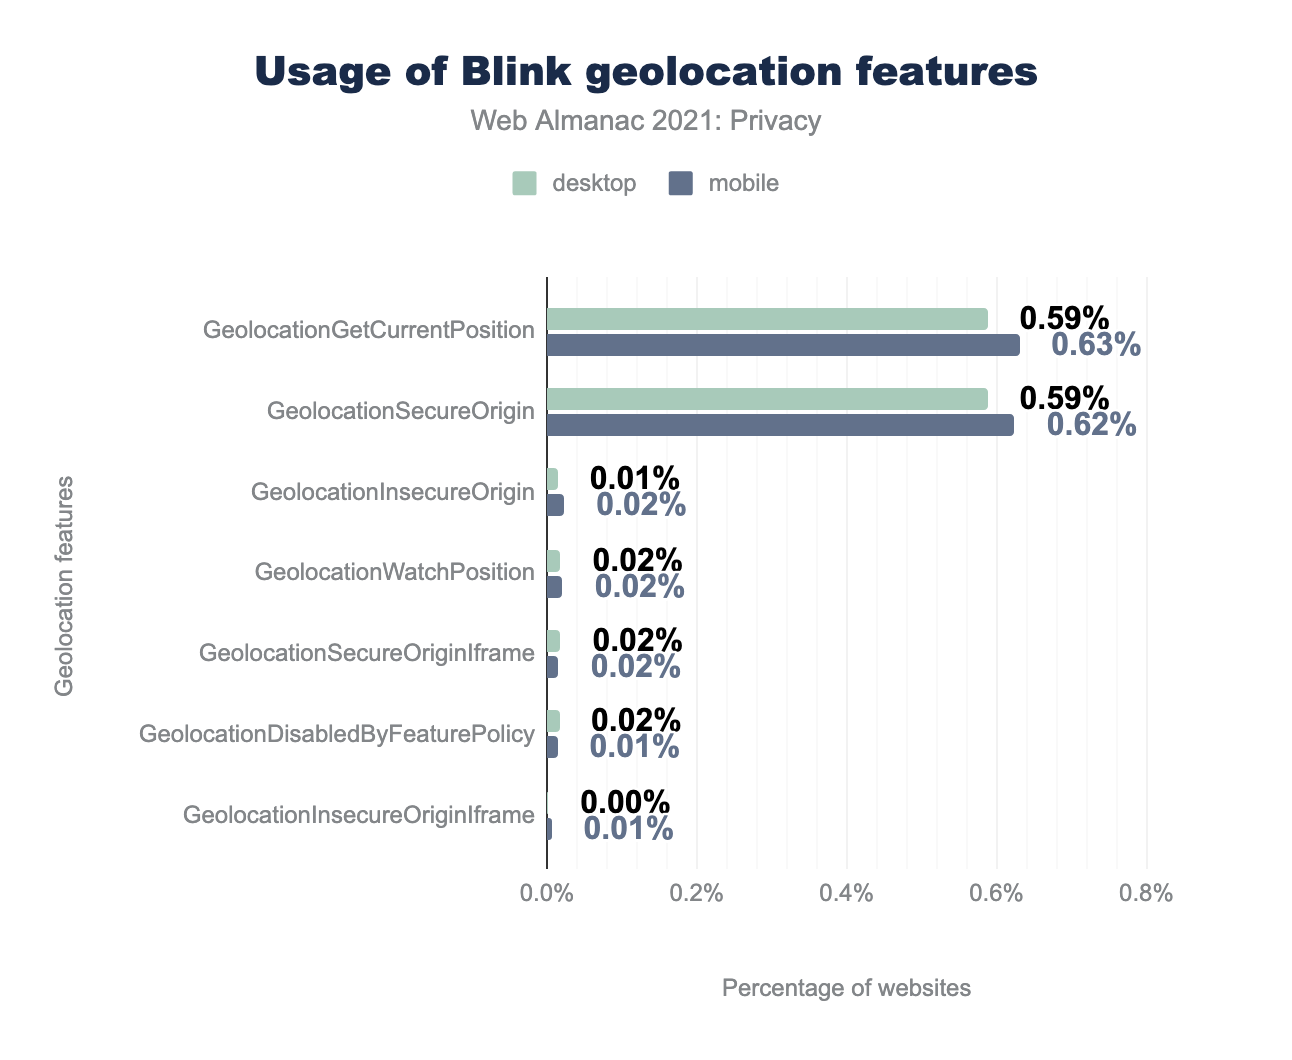 Usage of Blink geolocation features
Web Almanac 2021: Privacy
desktop
mobile
Geolocation features
GeolocationGetCurrentPosition
0.59%
0.63%
GeolocationSecureOrigin
0.59%
0.62%
GeolocationInsecureOrigin
0.01%
0.02%
GeolocationWatchPosition
0.02%
0.02%
GeolocationSecureOriginIframe
0.02%
0.02%
GeolocationDisabledByFeaturePolicy
0.02%
0.01%
GeolocationInsecureOriginIframe
0.00%
0.01%
0.0% 0.2% 0.4% 0.6% 0.8%
Percentage of websites